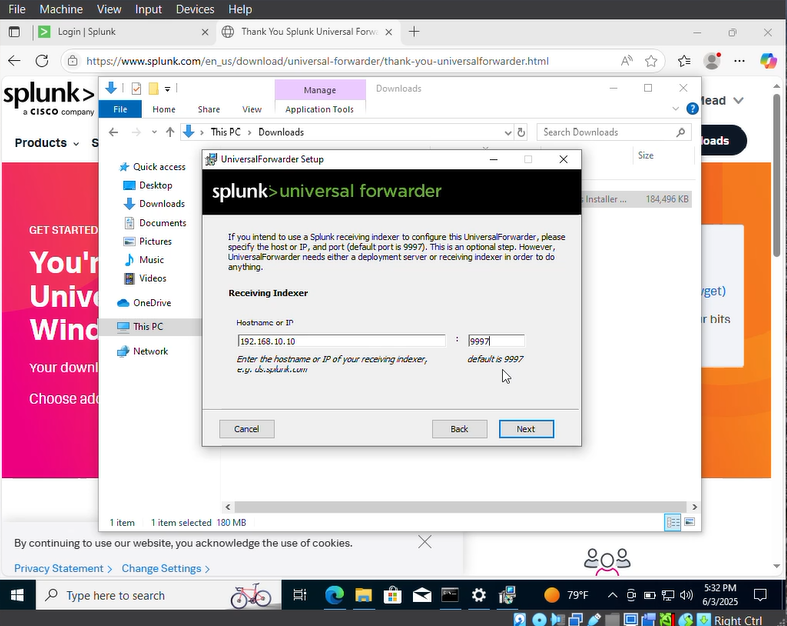 File Machine View Input Devices Help
Login | Splunk
Thank You Splunk Universal Forwar
https://www.splunk.com/en_us/download/universal-forwarder/thank-you-universalforwarder.html
splunk>
a CISCO company
Products
Manage
Downloads
File Home Share View Application Tools
This PC > Downloads
Search Downloads
Size
Quick access
Desktop
Downloads
Documents
Pictures
Music
Videos
OneDrive
This PC
Network
s Installer ... 184,496 KB
UniversalForwarder Setup
splunk>universal forwarder
If you intend to use a Splunk receiving indexer to configure this UniversalForwarder, please
specify the host or IP, and port (default port is 9997). This is an optional step. However,
UniversalForwarder needs either a deployment server or receiving indexer in order to do
anything.
Receiving Indexer
Hostname or IP
192.168.10.10 : 9997
Enter the hostname or IP of your receiving indexer,
e.g. ds.splunk.com
default is 9997
Cancel Back Next
GET STARTED
You'r
Unive
Wind
Your downl
Choose add
Mead
loads
get)
ur bits
1 item 1 item selected 180 MB
By continuing to use our website, you acknowledge the use of cookies.
Privacy Statement > Change Settings >
Type here to search
79°F
5:32 PM
6/3/2025
Right Ctrl